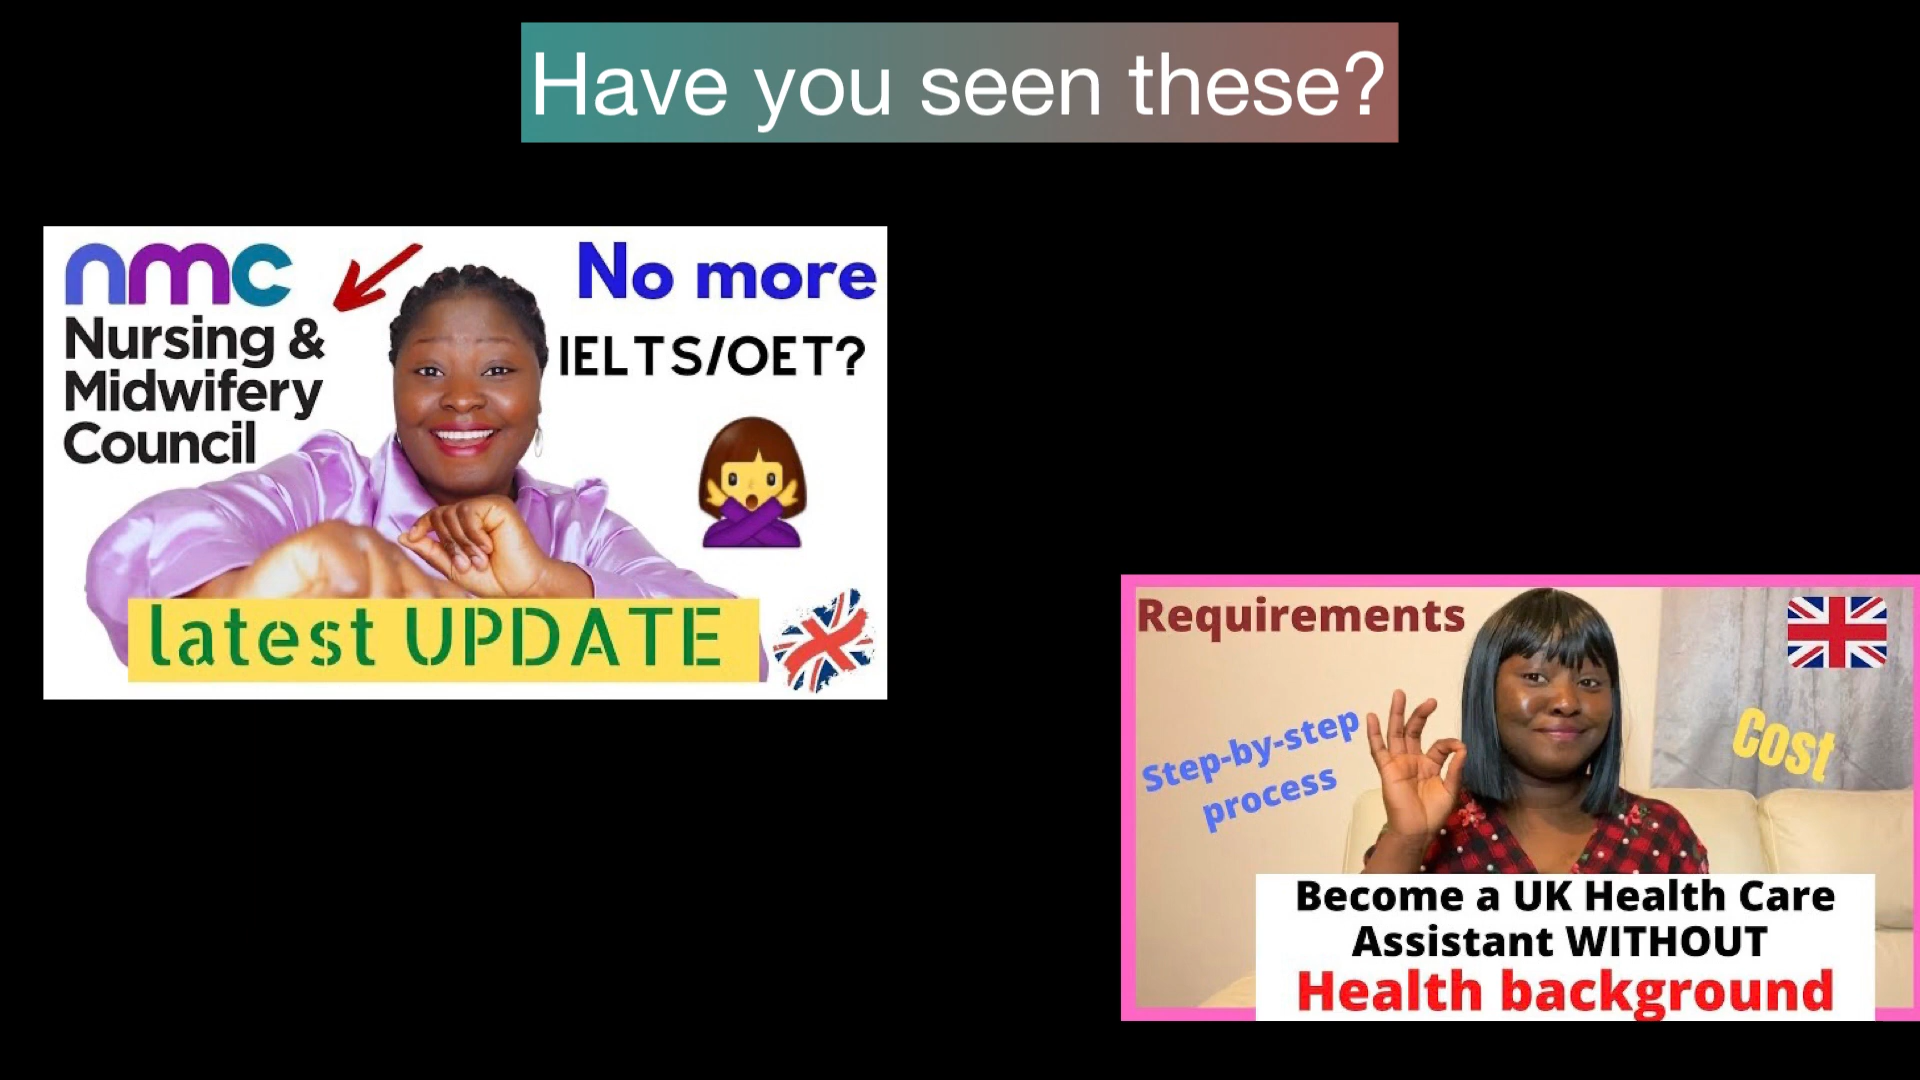 Have you seen these?
nmc
Nursing &
Midwifery
Council
No more
IELTS/OET?
latest UPDATE
Requirements
Step-by-step
process
Cost
Become a UK Health Care
Assistant WITHOUT
Health background